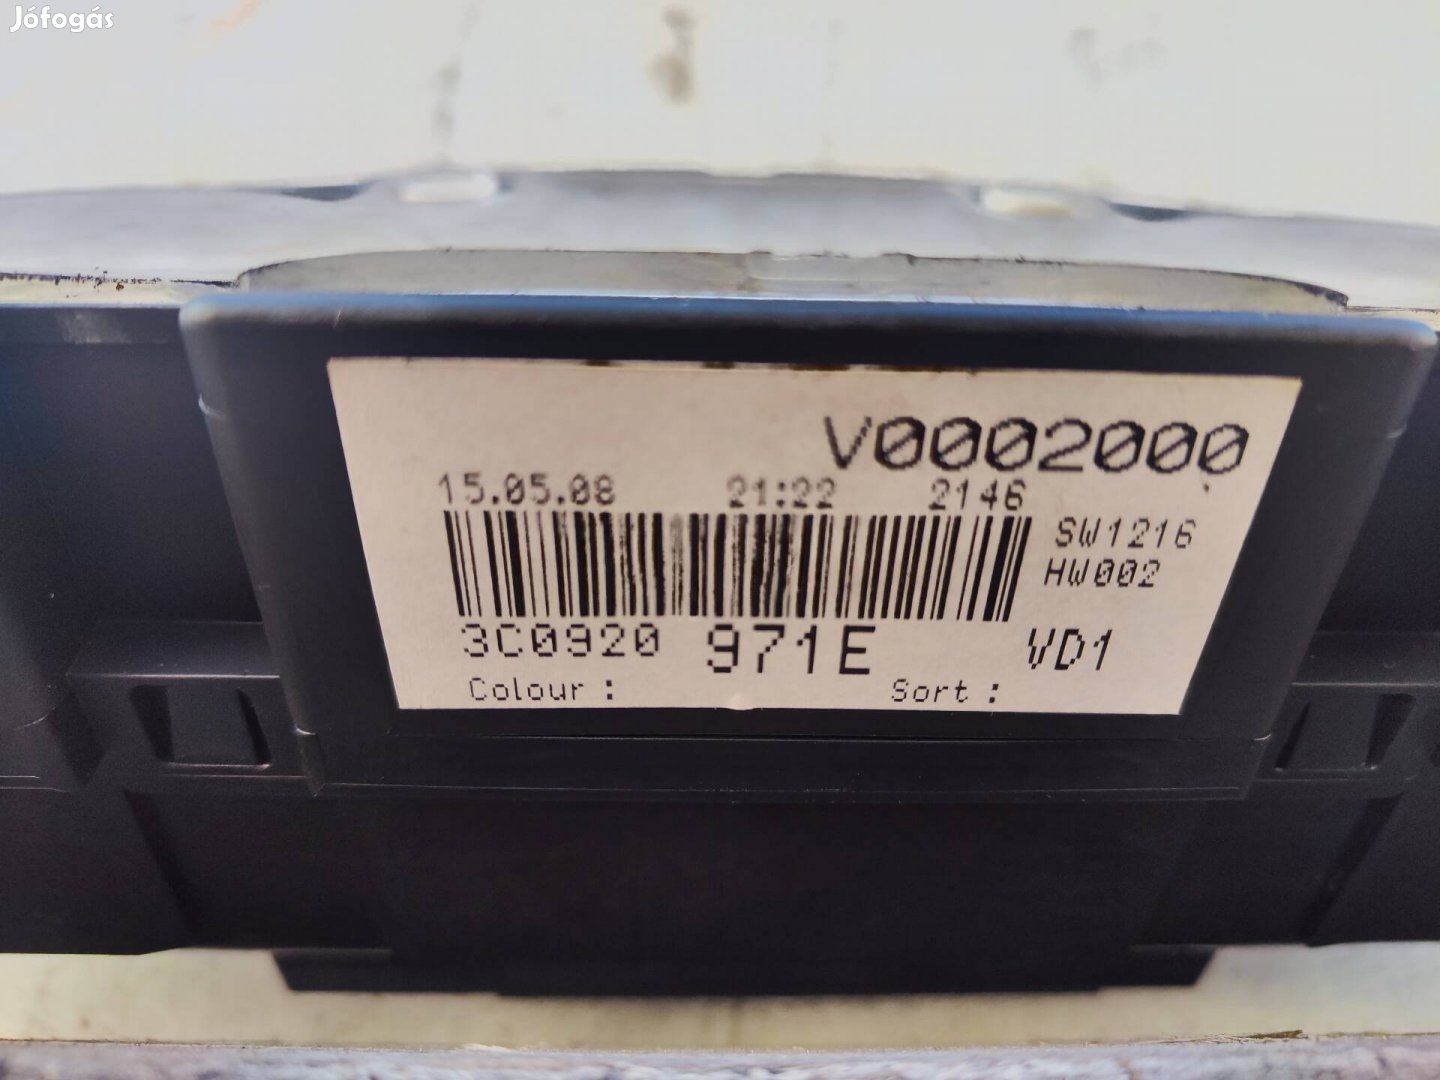 Jófogás
V0002000
15.05.08 21:22 2146
SW1216
HW002
3C0920 971E VD1
Colour : Sort :